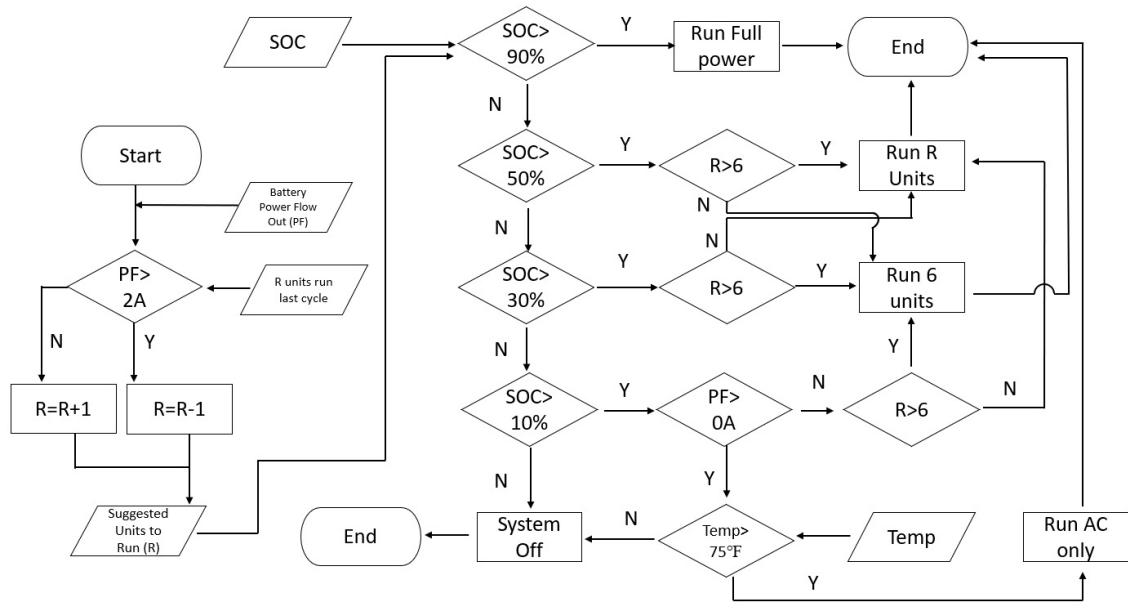 SOC
SOC>
90%
Y
Run Full
power
End
N
Start
SOC>
50%
Y
R>6
Y
Run R
Units
Battery
Power Flow
Out (PF)
N
N
N
PF>
2A
R units run
last cycle
SOC>
30%
Y
R>6
Y
Run 6
units
N
Y
N
Y
R=R+1
R=R-1
SOC>
10%
Y
PF>
0A
N
R>6
N
N
Y
Suggested
Units to
Run (R)
End
System
Off
N
Temp>
75°F
Temp
Run AC
only
Y